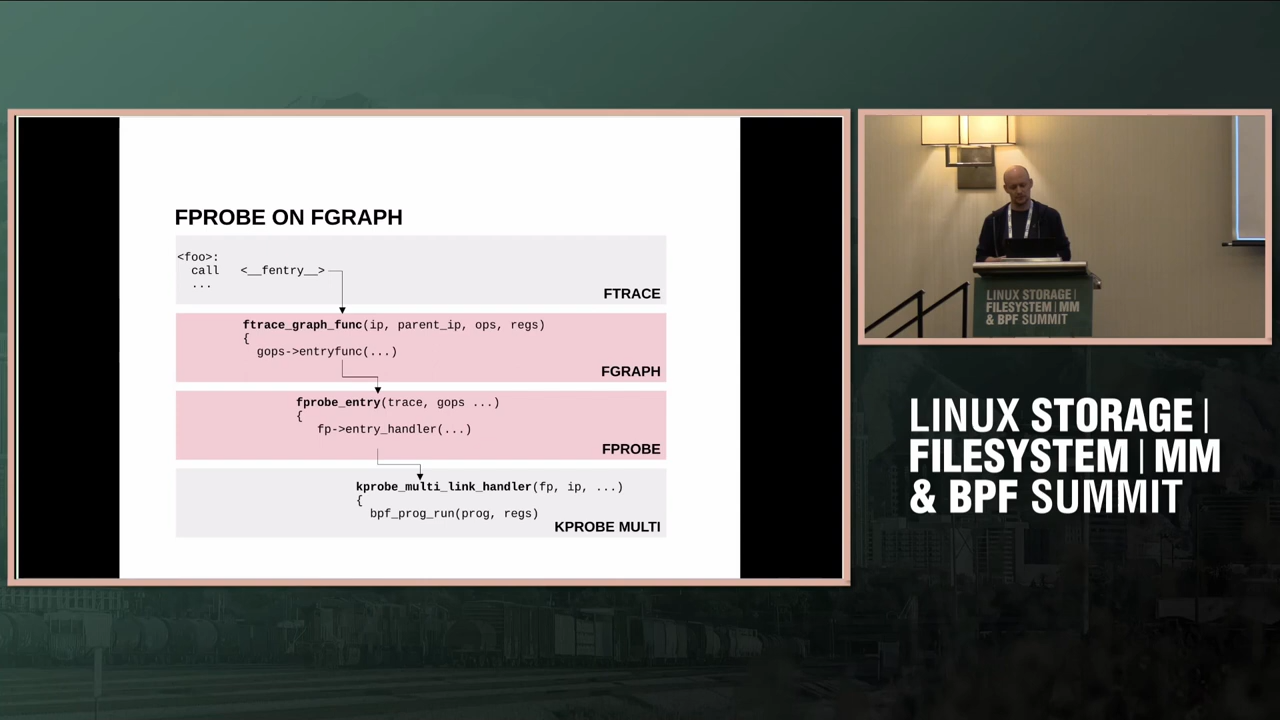 FPROBE ON FGRAPH
<foo>:
call <__fentry__>
...
FTRACE
ftrace_graph_func(ip, parent_ip, ops, regs)
{
gops->entryfunc(...)
FGRAPH
fprobe_entry(trace, gops ...)
{
fp->entry_handler(...)
FPROBE
kprobe_multi_link_handler(fp, ip, ...)
{
bpf_prog_run(prog, regs)
KPROBE MULTI
LINUX STORAGE |
FILESYSTEM | MM
& BPF SUMMIT
LINUX STORAGE |
FILESYSTEM | MM
& BPF SUMMIT